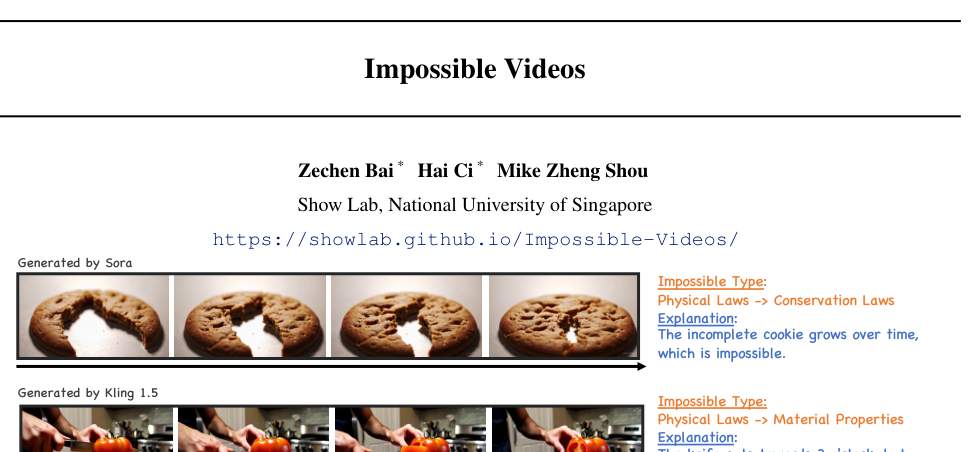 Impossible Videos
Zechen Bai * Hai Ci * Mike Zheng Shou
Show Lab, National University of Singapore
https://showlab.github.io/Impossible-Videos/
Generated by Sora
Impossible Type:
Physical Laws -> Conservation Laws
Explanation:
The incomplete cookie grows over time,
which is impossible.
Generated by Kling 1.5
Impossible Type:
Physical Laws -> Material Properties
Explanation: